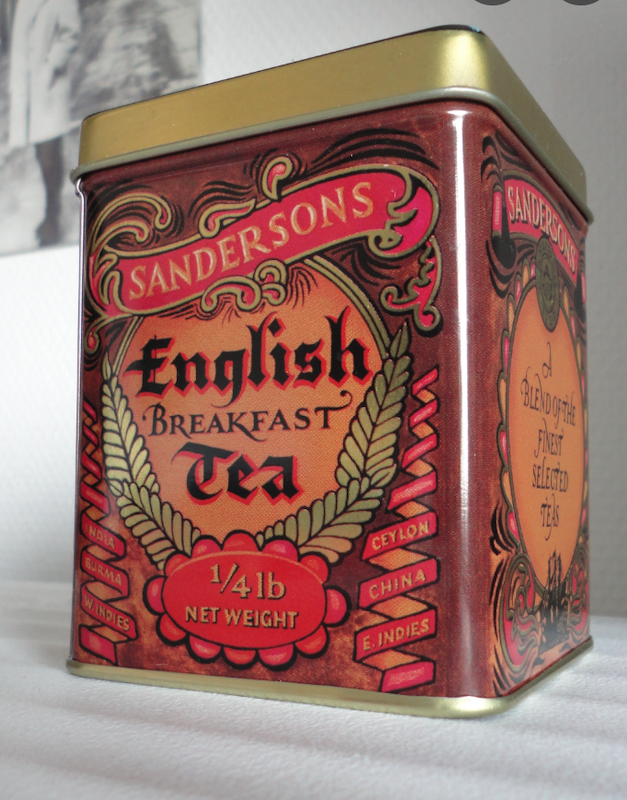 SANDERSONS
English
BREAKFAST
Tea
INDIA
BURMA
W.INDIES
CEYLON
CHINA
E.INDIES
1/4 lb
NET WEIGHT
SANDERSONS
A
BLEND OF THE
FINEST
SELECTED
TEAS